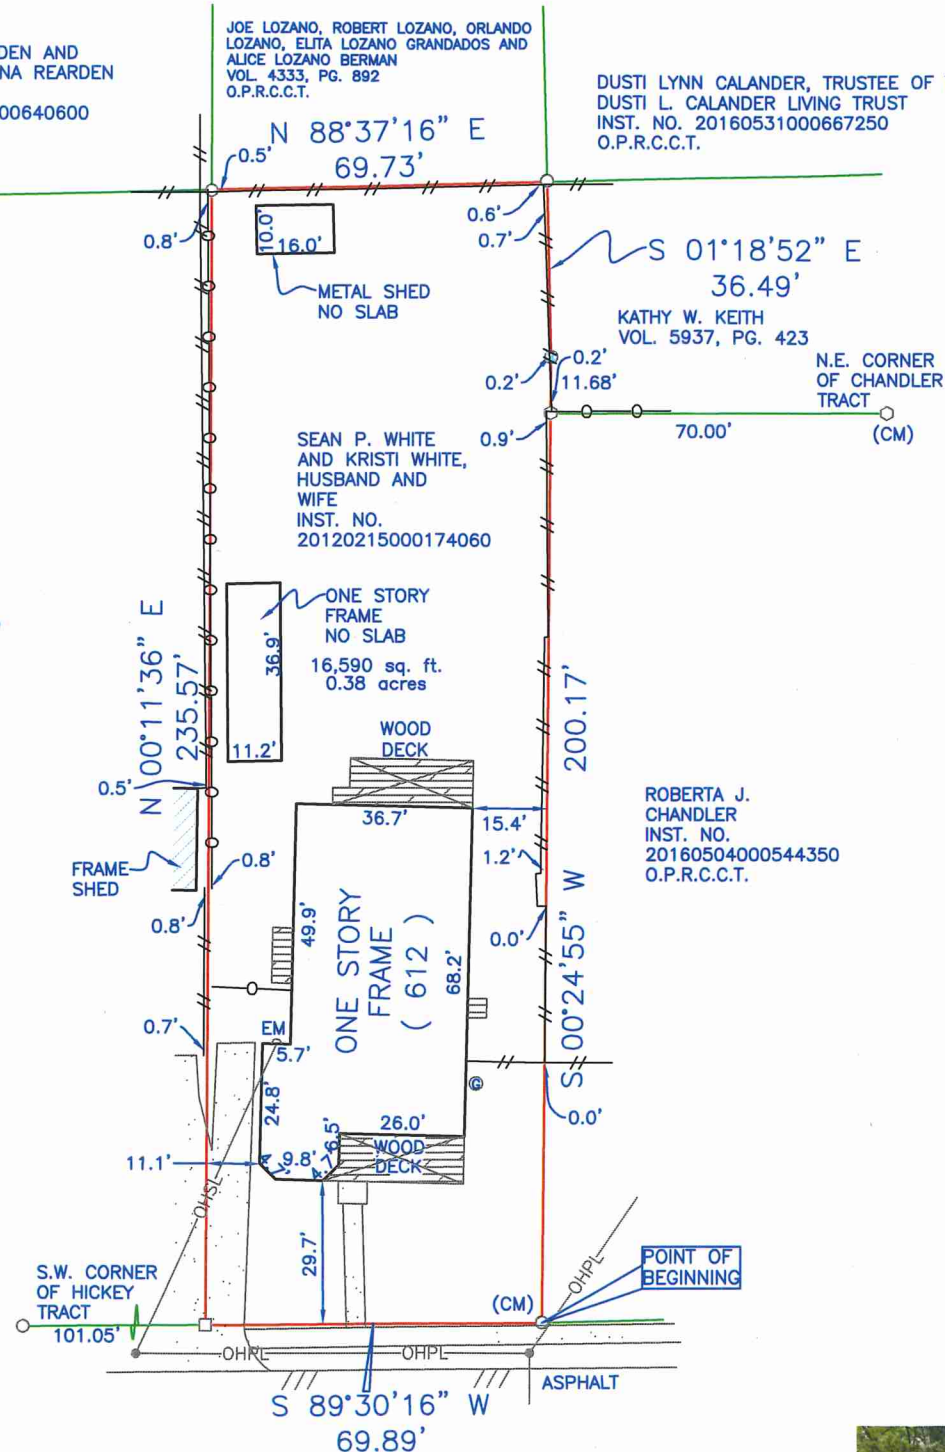 DEN AND
NA REARDEN
00640600
JOE LOZANO, ROBERT LOZANO, ORLANDO
LOZANO, ELITA LOZANO GRANDADOS AND
ALICE LOZANO BERMAN
VOL. 4333, PG. 892
O.P.R.C.C.T.
DUSTI LYNN CALANDER, TRUSTEE OF
DUSTI L. CALANDER LIVING TRUST
INST. NO. 20160531000667250
O.P.R.C.C.T.
N 88°37'16" E
69.73'
0.5'
0.8'
10.0'
16.0'
METAL SHED
NO SLAB
0.6'
0.7'
S 01°18'52" E
36.49'
KATHY W. KEITH
VOL. 5937, PG. 423
0.2'
0.2'
11.68'
N.E. CORNER
OF CHANDLER
TRACT
(CM)
70.00'
0.9'
SEAN P. WHITE
AND KRISTI WHITE,
HUSBAND AND
WIFE
INST. NO.
20120215000174060
ONE STORY
FRAME
NO SLAB
16,590 sq. ft.
0.38 acres
36.9'
11.2'
N 00°11'36" E
235.57'
WOOD
DECK
200.17'
S 00°24'55" W
0.5'
FRAME
SHED
0.8'
0.8'
36.7'
15.4'
1.2'
ROBERTA J.
CHANDLER
INST. NO.
20160504000544350
O.P.R.C.C.T.
49.9'
ONE STORY
FRAME
( 612 )
68.2'
0.0'
0.7'
EM
5.7'
G
24.8'
26.0'
0.0'
6.5'
WOOD
DECK
11.1'
9.8'
OHSL
29.7'
S.W. CORNER
OF HICKEY
TRACT
101.05'
(CM)
POINT OF
BEGINNING
OHPL
OHPL
OHPL
ASPHALT
S 89°30'16" W
69.89'